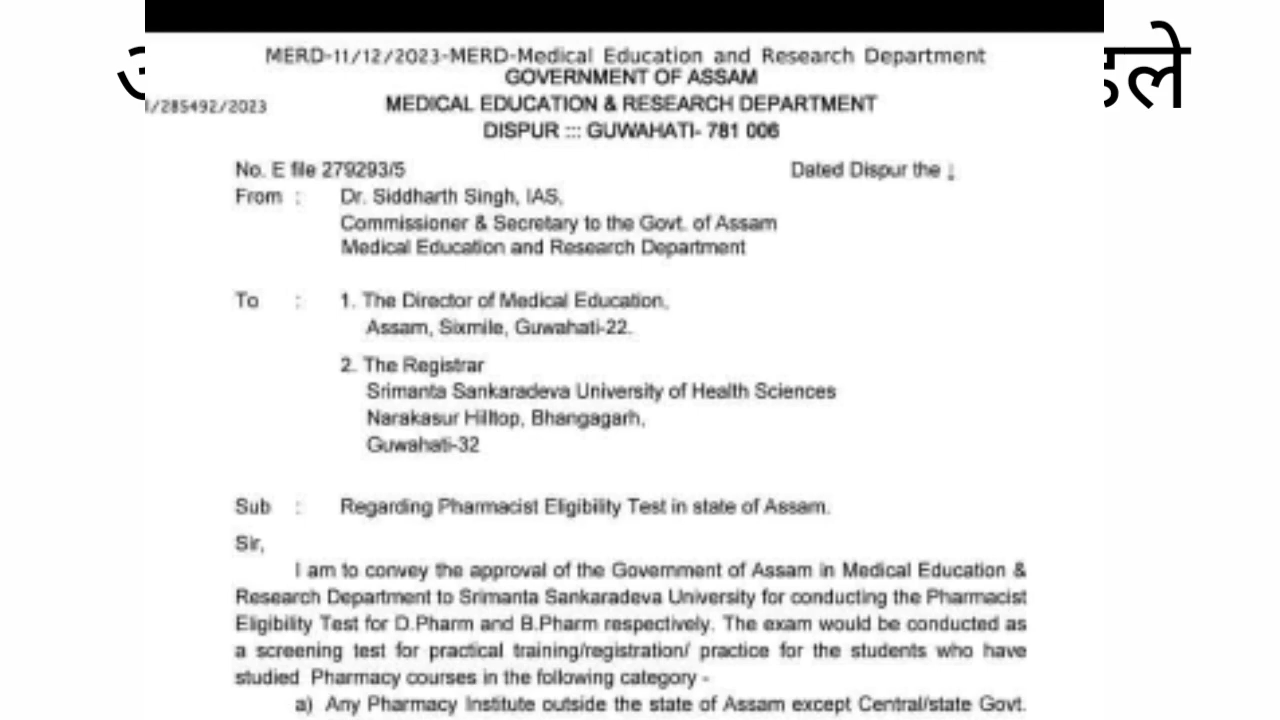 MERD-11/12/2023-MERD-Medical Education and Research Department
GOVERNMENT OF ASSAM
/285492/2023
MEDICAL EDUCATION & RESEARCH DEPARTMENT
DISPUR ::: GUWAHATI- 781 006
No. E file 279293/5
Dated Dispur the
From :
Dr. Siddharth Singh, IAS,
Commissioner & Secretary to the Govt. of Assam
Medical Education and Research Department
To :
1. The Director of Medical Education,
Assam, Sixmile, Guwahati-22.
2. The Registrar
Srimanta Sankaradeva University of Health Sciences
Narakasur Hilltop, Bhangagarh,
Guwahati-32
Sub : Regarding Pharmacist Eligibility Test in state of Assam.
Sir,
I am to convey the approval of the Government of Assam in Medical Education &
Research Department to Srimanta Sankaradeva University for conducting the Pharmacist
Eligibility Test for D.Pharm and B.Pharm respectively. The exam would be conducted as
a screening test for practical training/registration/ practice for the students who have
studied Pharmacy courses in the following category -
a) Any Pharmacy Institute outside the state of Assam except Central/state Govt.